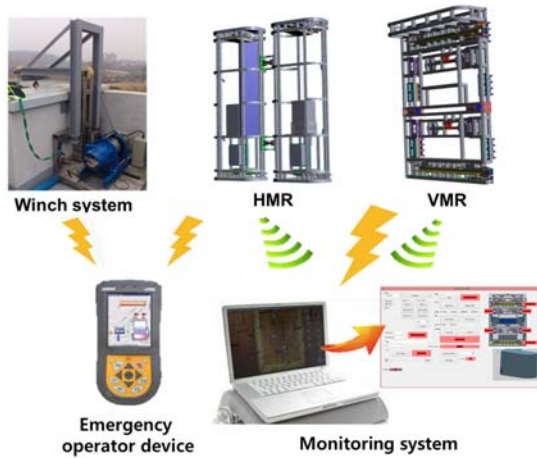 Winch system
HMR
VMR
Emergency
operator device
Monitoring system